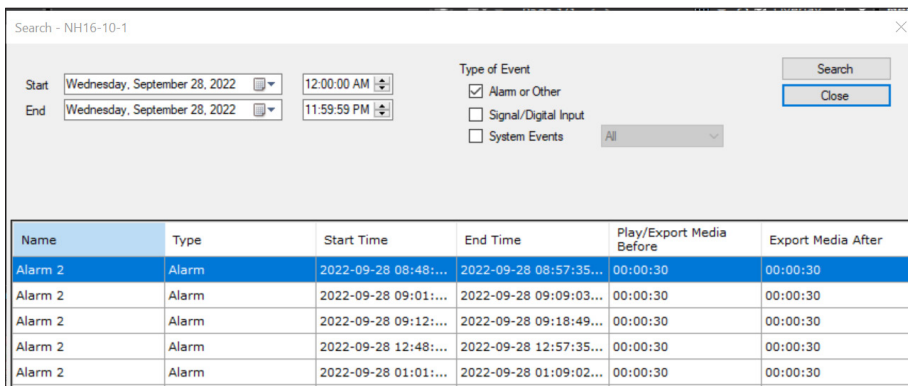 Search - NH16-10-1
Start Wednesday, September 28, 2022 12:00:00 AM
End Wednesday, September 28, 2022 11:59:59 PM
Type of Event
Alarm or Other
Signal/Digital Input
System Events All
Search
Close
Name Type Start Time End Time Play/Export Media Before Export Media After
Alarm 2 Alarm 2022-09-28 08:48:... 2022-09-28 08:57:35... 00:00:30 00:00:30
Alarm 2 Alarm 2022-09-28 09:01:... 2022-09-28 09:09:03... 00:00:30 00:00:30
Alarm 2 Alarm 2022-09-28 09:12:... 2022-09-28 09:18:49... 00:00:30 00:00:30
Alarm 2 Alarm 2022-09-28 12:48:... 2022-09-28 12:57:35... 00:00:30 00:00:30
Alarm 2 Alarm 2022-09-28 01:01:... 2022-09-28 01:09:02... 00:00:30 00:00:30